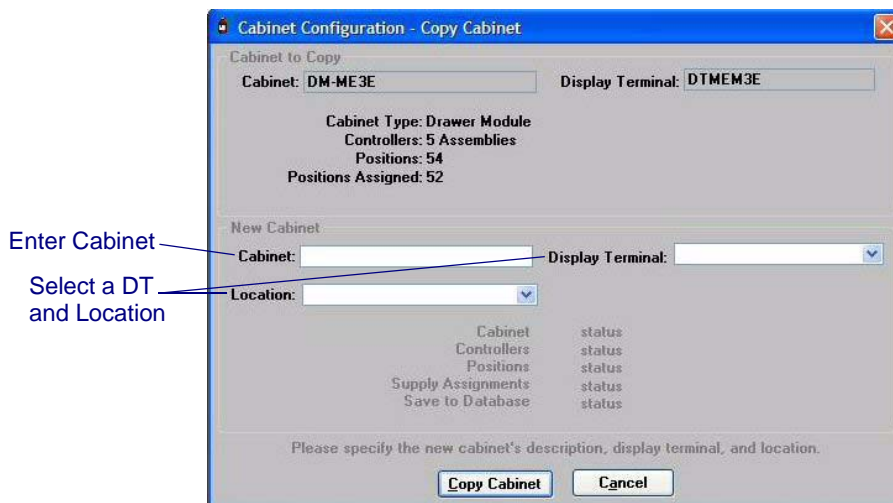 Cabinet Configuration - Copy Cabinet
Cabinet to Copy
Cabinet: DM-ME3E Display Terminal: DTMEM3E
Cabinet Type: Drawer Module
Controllers: 5 Assemblies
Positions: 54
Positions Assigned: 52
New Cabinet
Enter Cabinet
Cabinet: Display Terminal:
Select a DT
and Location
Location:
Cabinet status
Controllers status
Positions status
Supply Assignments status
Save to Database status
Please specify the new cabinet's description, display terminal, and location.
Copy Cabinet Cancel